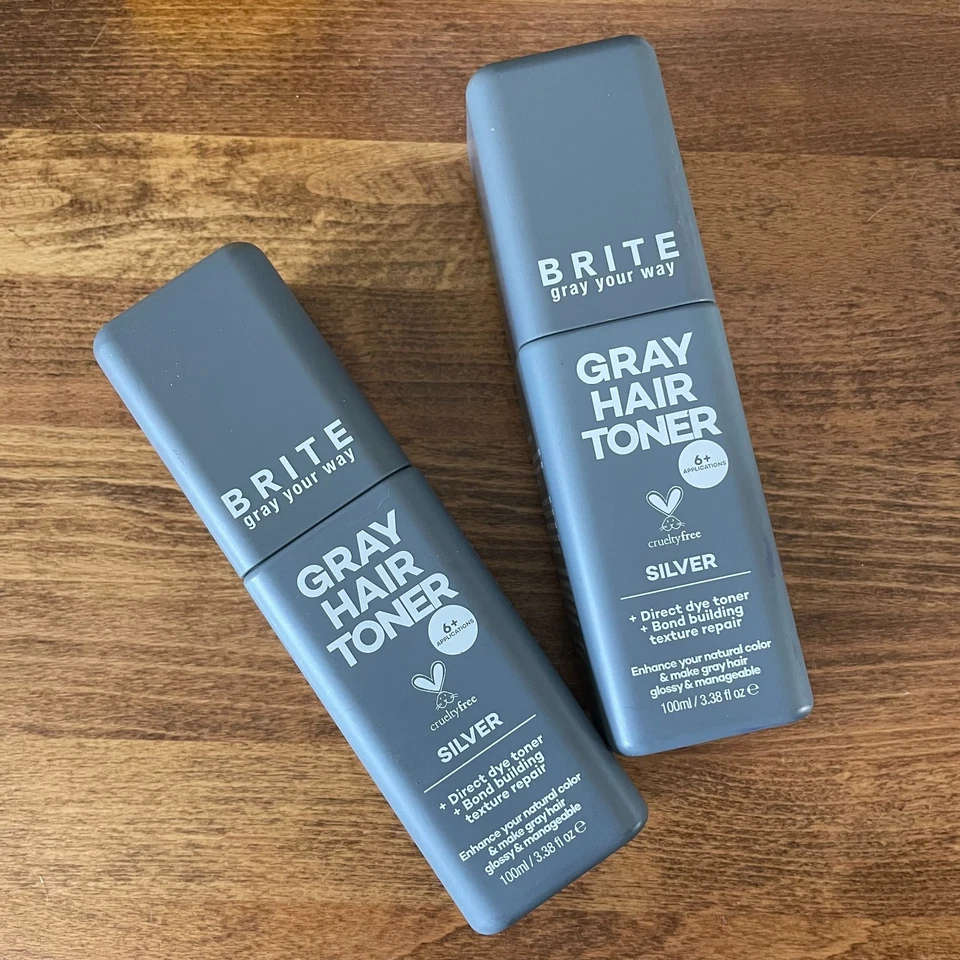 BRITE
gray your way
GRAY
HAIR
TONER
6+
APPLICATIONS
crueltyfree
SILVER
+ Direct dye toner
+ Bond building
texture repair
Enhance your natural color
& make gray hair
glossy & manageable
100ml / 3.38 fl oz ℮
BRITE
gray your way
GRAY
HAIR
TONER
6+
APPLICATIONS
crueltyfree
SILVER
+ Direct dye toner
+ Bond building
texture repair
Enhance your natural color
& make gray hair
glossy & manageable
100ml / 3.38 fl oz ℮